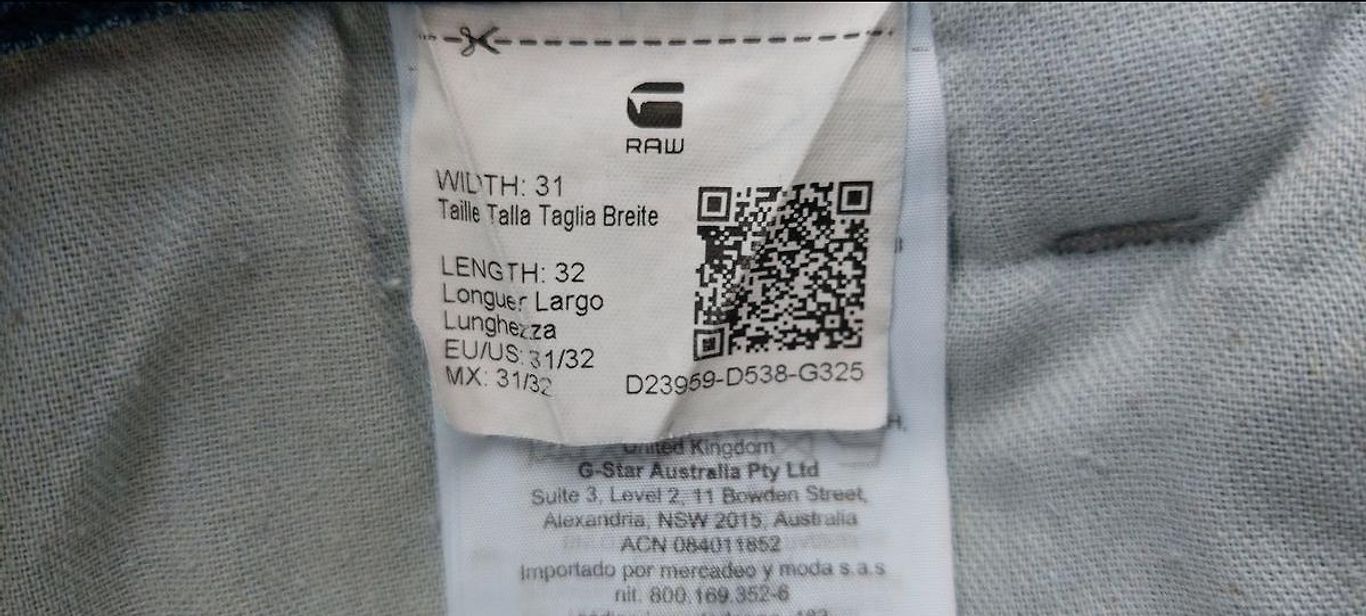 RAW
WIDTH: 31
Taille Talla Taglia Breite
LENGTH: 32
Longuer Largo
Lunghezza
EU/US: 31/32
MX: 31/32
D23959-D538-G325
H,
United Kingdom
G-Star Australia Pty Ltd
Suite 3, Level 2, 11 Bowden Street,
Alexandria, NSW 2015, Australia
ACN 084011852
Importado por mercadeo y moda s.a.s
nit. 800.169.352-6